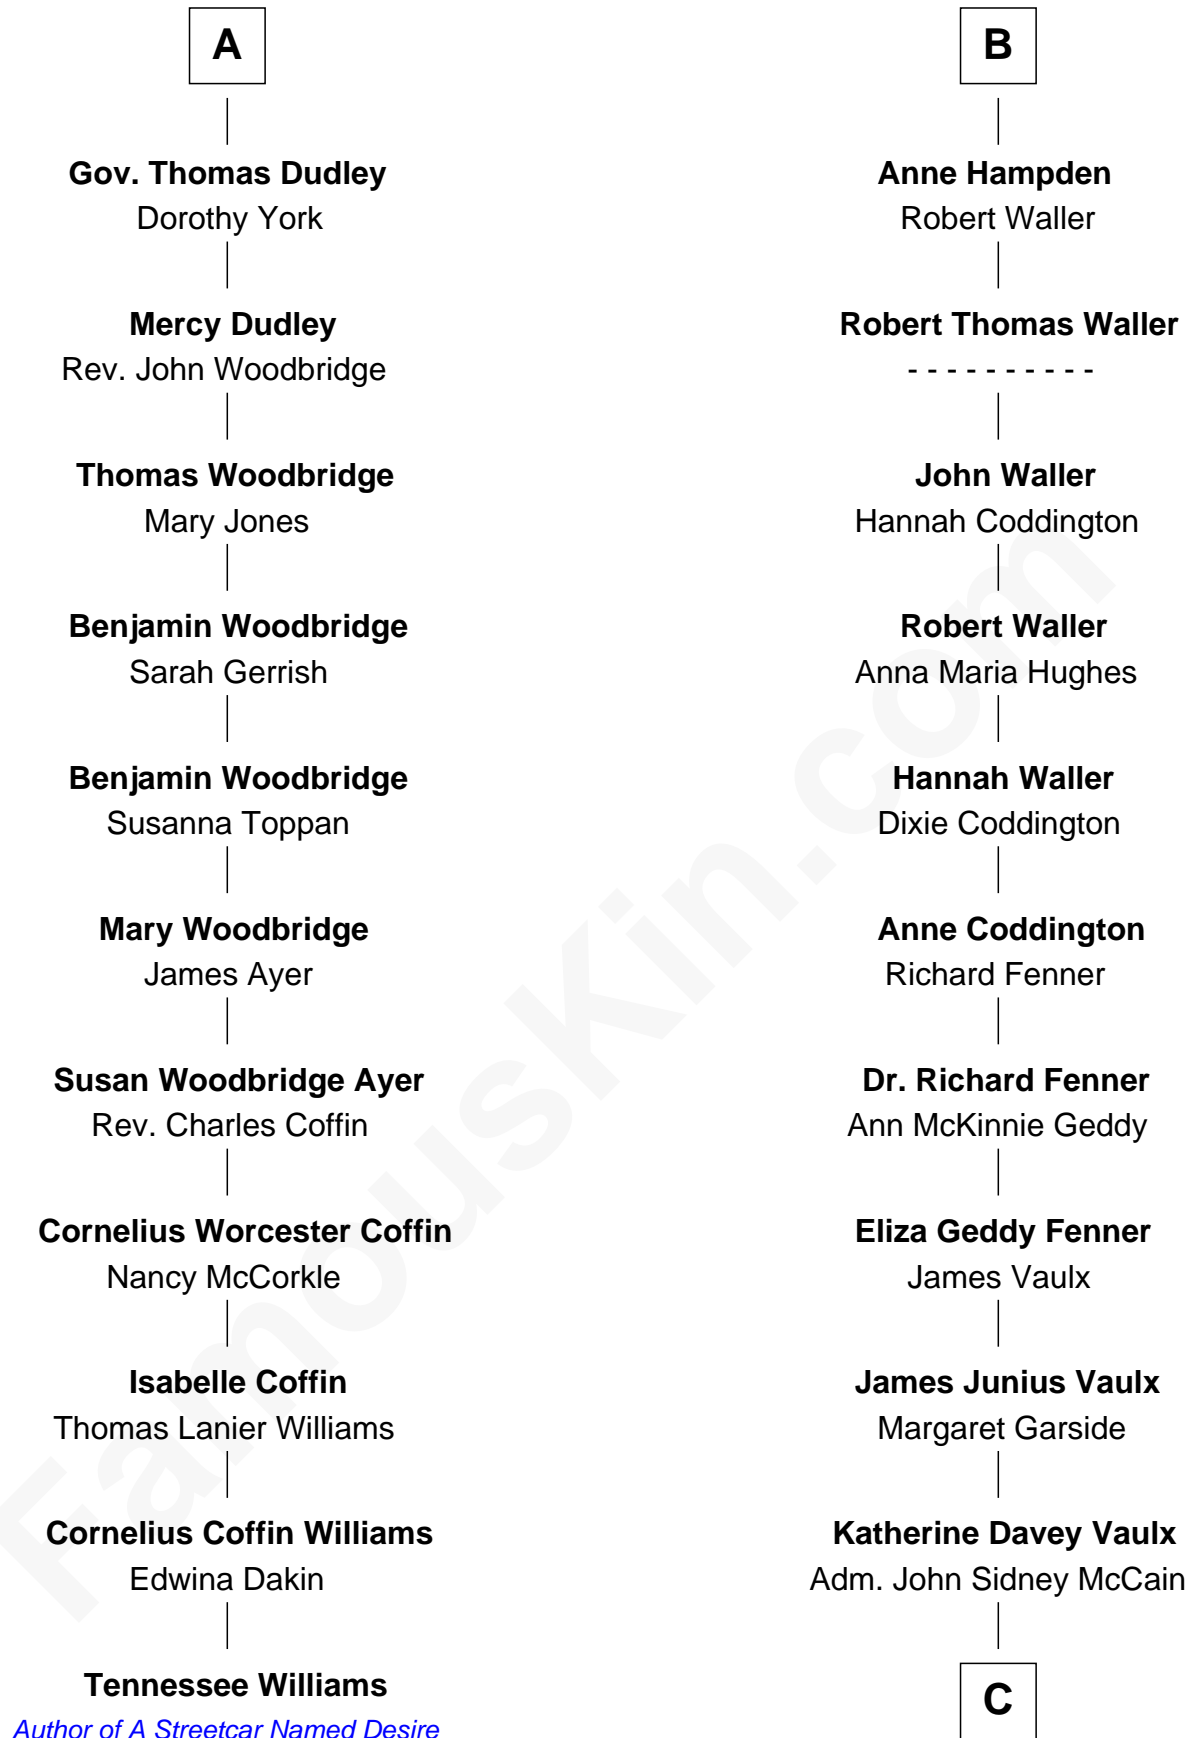 A
Gov. Thomas Dudley
Dorothy York
Mercy Dudley
Rev. John Woodbridge
Thomas Woodbridge
Mary Jones
Benjamin Woodbridge
Sarah Gerrish
Benjamin Woodbridge
Susanna Toppan
Mary Woodbridge
James Ayer
Susan Woodbridge Ayer
Rev. Charles Coffin
Cornelius Worcester Coffin
Nancy McCorkle
Isabelle Coffin
Thomas Lanier Williams
Cornelius Coffin Williams
Edwina Dakin
Tennessee Williams
Author of A Streetcar Named Desire
B
Anne Hampden
Robert Waller
Robert Thomas Waller
- - - - - - - - - -
John Waller
Hannah Coddington
Robert Waller
Anna Maria Hughes
Hannah Waller
Dixie Coddington
Anne Coddington
Richard Fenner
Dr. Richard Fenner
Ann McKinnie Geddy
Eliza Geddy Fenner
James Vaulx
James Junius Vaulx
Margaret Garside
Katherine Davey Vaulx
Adm. John Sidney McCain
C
FamousKin.com